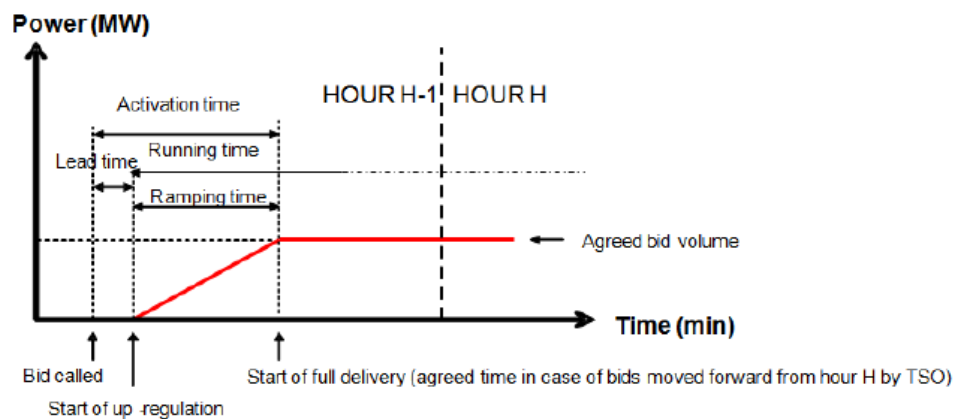 Power (MW)
HOUR H-1 HOUR H
Activation time
Running time
Lead time
Ramping time
Agreed bid volume
Time (min)
Bid called
Start of full delivery (agreed time in case of bids moved forward from hour H by TSO)
Start of up -regulation